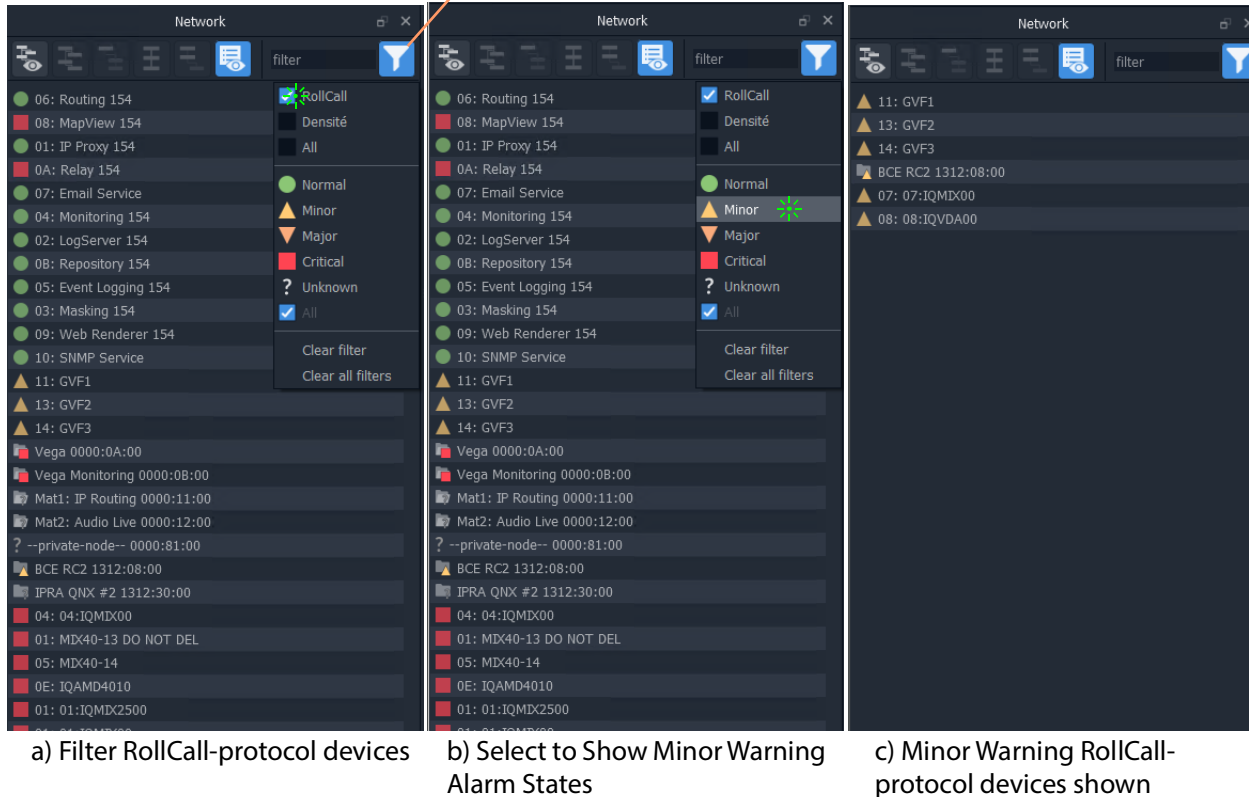 Network
filter
06: Routing 154
08: MapView 154
01: IP Proxy 154
0A: Relay 154
07: Email Service
04: Monitoring 154
02: LogServer 154
0B: Repository 154
05: Event Logging 154
03: Masking 154
09: Web Renderer 154
10: SNMP Service
11: GVF1
13: GVF2
14: GVF3
Vega 0000:0A:00
Vega Monitoring 0000:0B:00
Mat1: IP Routing 0000:11:00
Mat2: Audio Live 0000:12:00
? --private-node-- 0000:81:00
BCE RC2 1312:08:00
IPRA QNX #2 1312:30:00
04: 04:IQMIX00
01: MIX40-13 DO NOT DEL
05: MIX40-14
0E: IQAMD4010
01: 01:IQMIX2500
RollCall
Densité
All
Normal
Minor
Major
Critical
? Unknown
All
Clear filter
Clear all filters
a) Filter RollCall-protocol devices
Network
filter
06: Routing 154
08: MapView 154
01: IP Proxy 154
0A: Relay 154
07: Email Service
04: Monitoring 154
02: LogServer 154
0B: Repository 154
05: Event Logging 154
03: Masking 154
09: Web Renderer 154
10: SNMP Service
11: GVF1
13: GVF2
14: GVF3
Vega 0000:0A:00
Vega Monitoring 0000:0B:00
Mat1: IP Routing 0000:11:00
Mat2: Audio Live 0000:12:00
? --private-node-- 0000:81:00
BCE RC2 1312:08:00
IPRA QNX #2 1312:30:00
04: 04:IQMIX00
01: MIX40-13 DO NOT DEL
05: MIX40-14
0E: IQAMD4010
01: 01:IQMIX2500
RollCall
Densité
All
Normal
Minor
Major
Critical
? Unknown
All
Clear filter
Clear all filters
b) Select to Show Minor Warning
Alarm States
Network
filter
11: GVF1
13: GVF2
14: GVF3
BCE RC2 1312:08:00
07: 07:IQMIX00
08: 08:IQVDA00
c) Minor Warning RollCall-
protocol devices shown